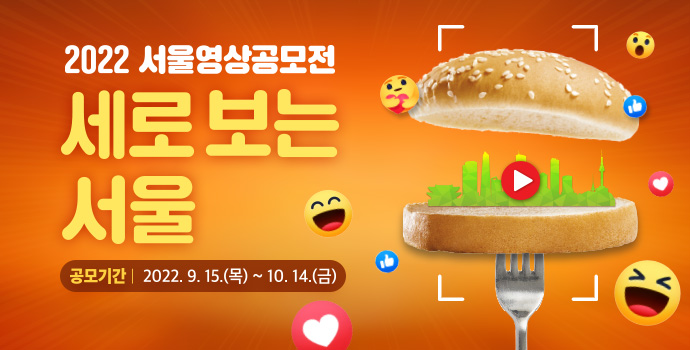 2022 서울영상공모전
세로 보는
서울
공모기간 | 2022. 9. 15.(목) ~ 10. 14.(금)